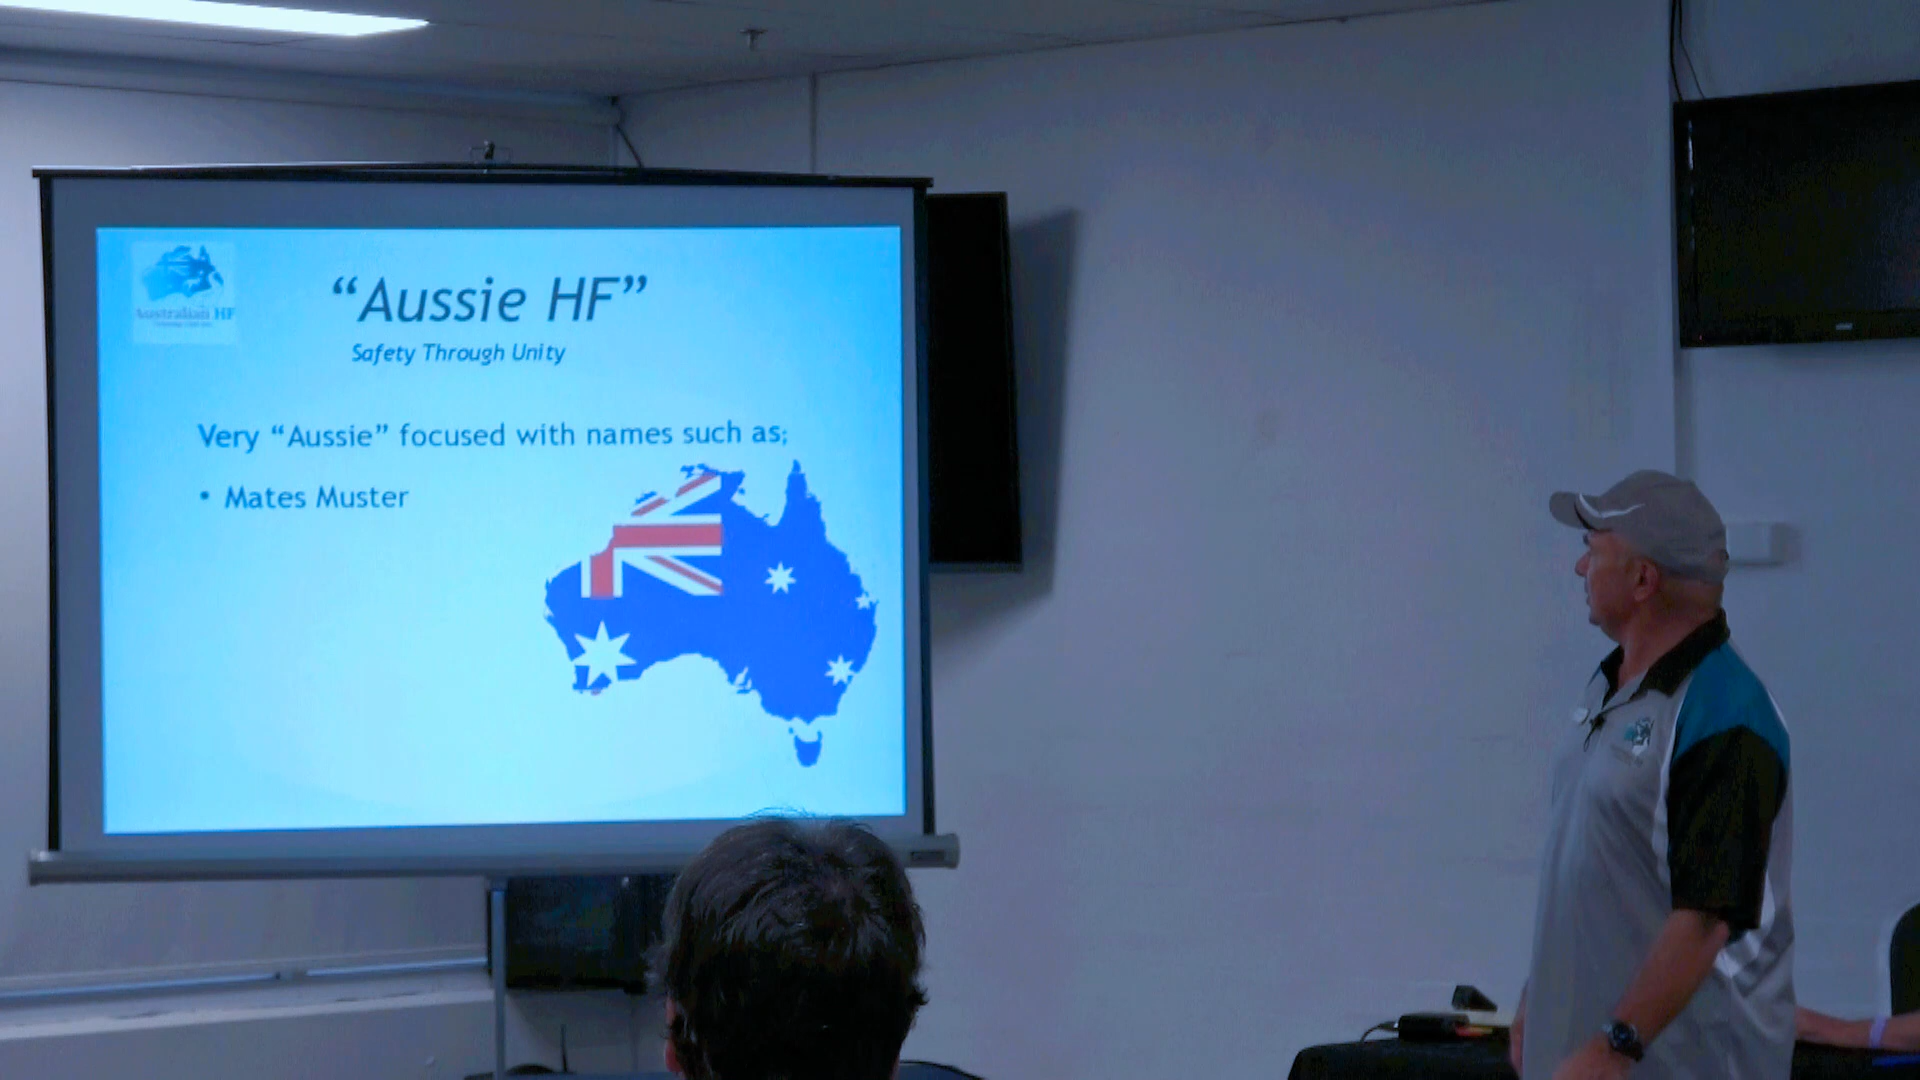 “Aussie HF”
Safety Through Unity
Australian HF
Very “Aussie” focused with names such as;
• Mates Muster